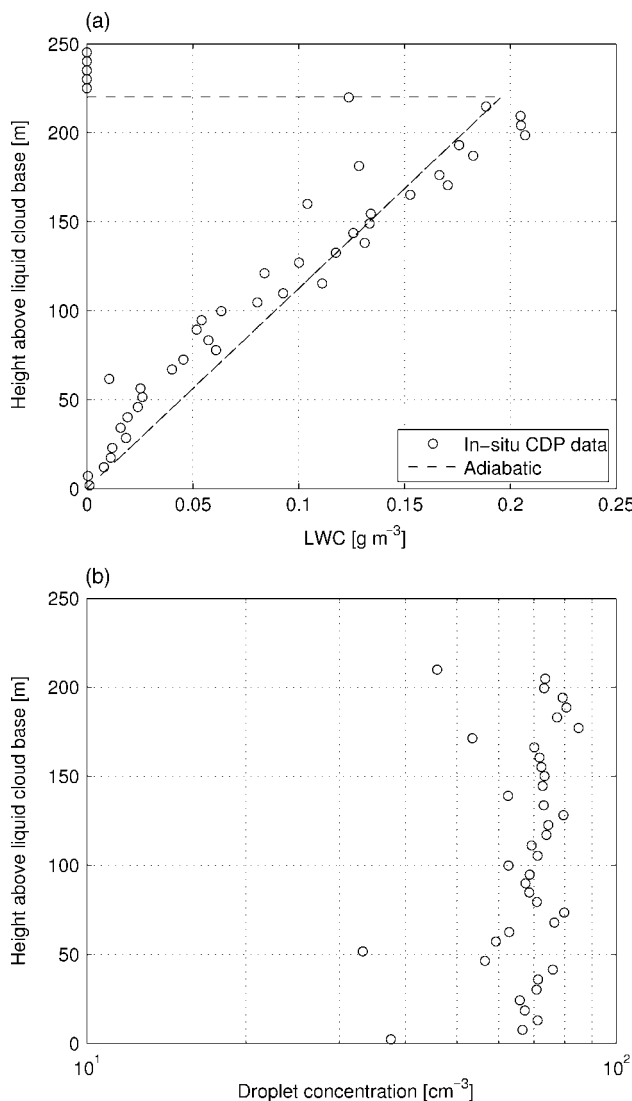 (a)
250
200
150
100
50
0
Height above liquid cloud base [m]
0
0.05
0.1
0.15
0.2
0.25
LWC [g m⁻³]
In−situ CDP data
Adiabatic
(b)
250
200
150
100
50
0
Height above liquid cloud base [m]
10¹
10²
Droplet concentration [cm⁻³]